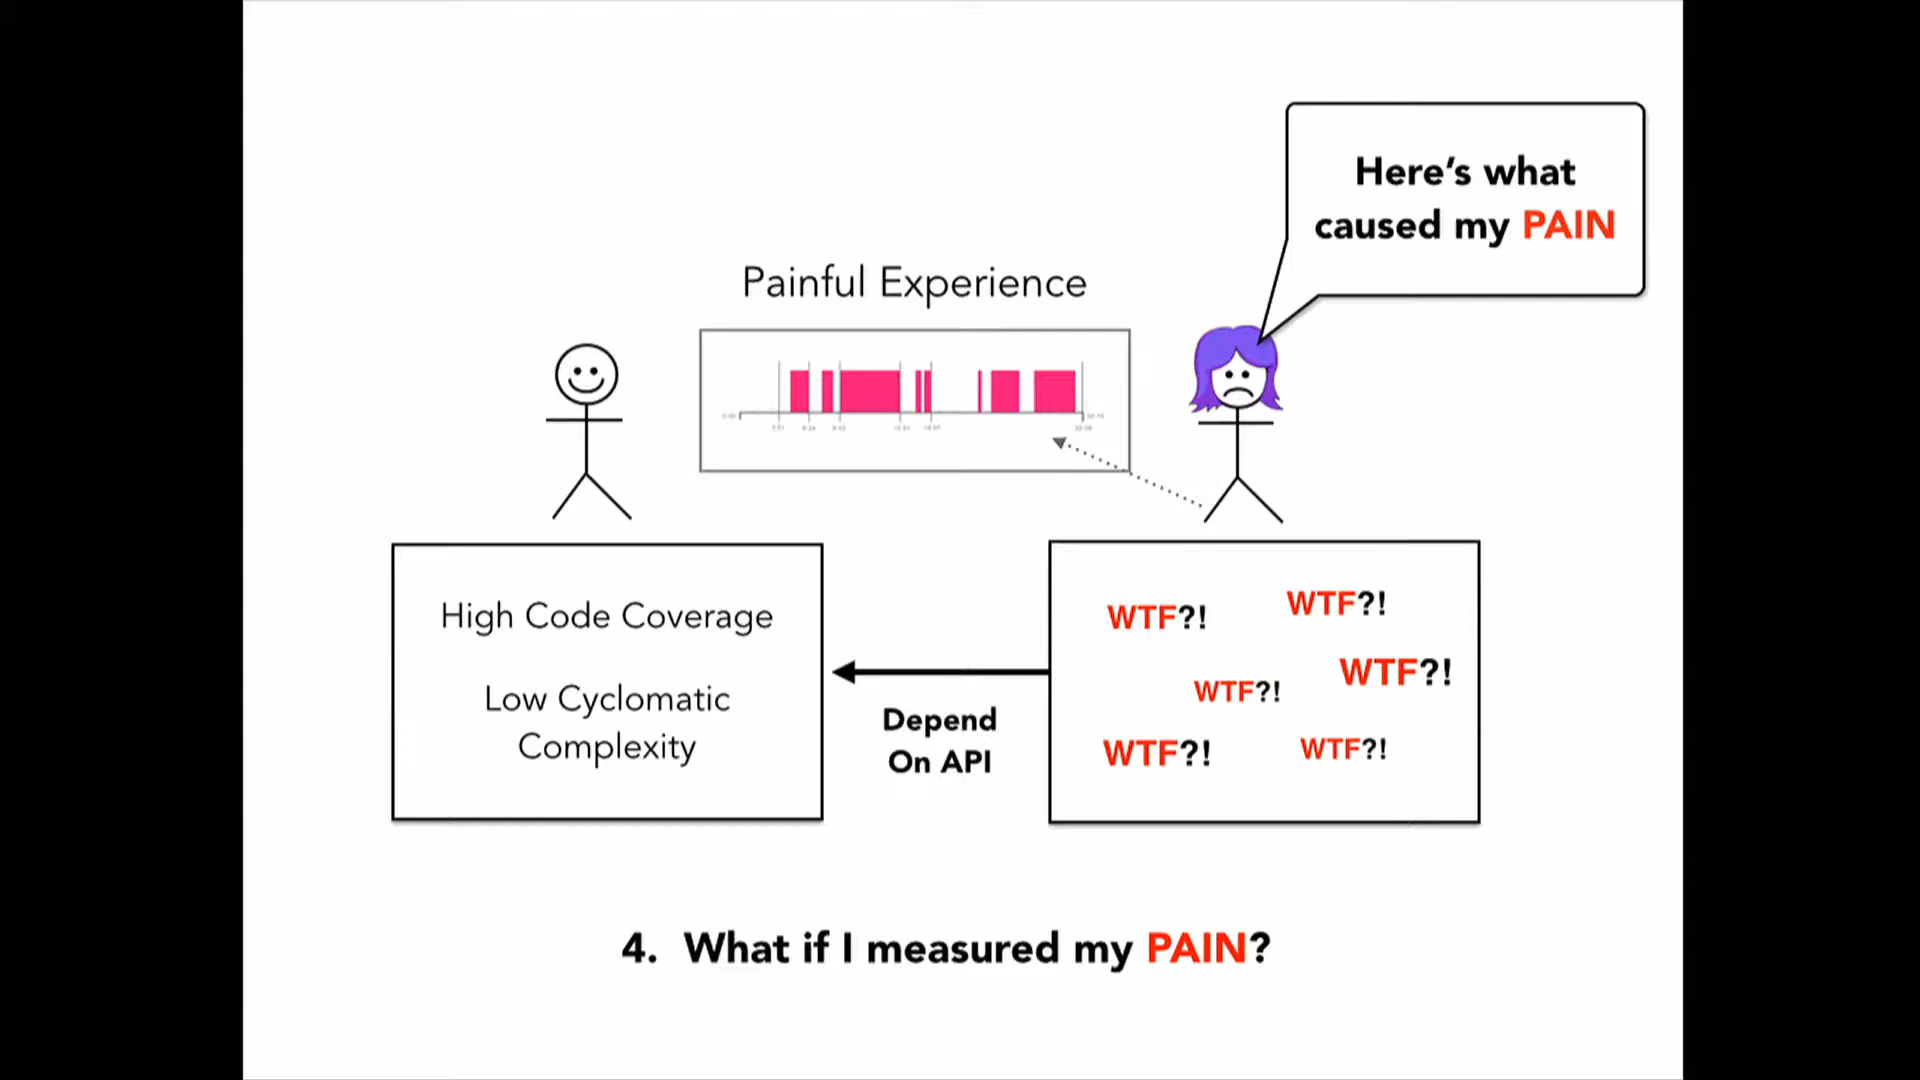 Here's what
caused my PAIN
Painful Experience
High Code Coverage
Low Cyclomatic
Complexity
Depend
On API
WTF?!
WTF?!
WTF?!
WTF?!
WTF?!
WTF?!
4. What if I measured my PAIN?